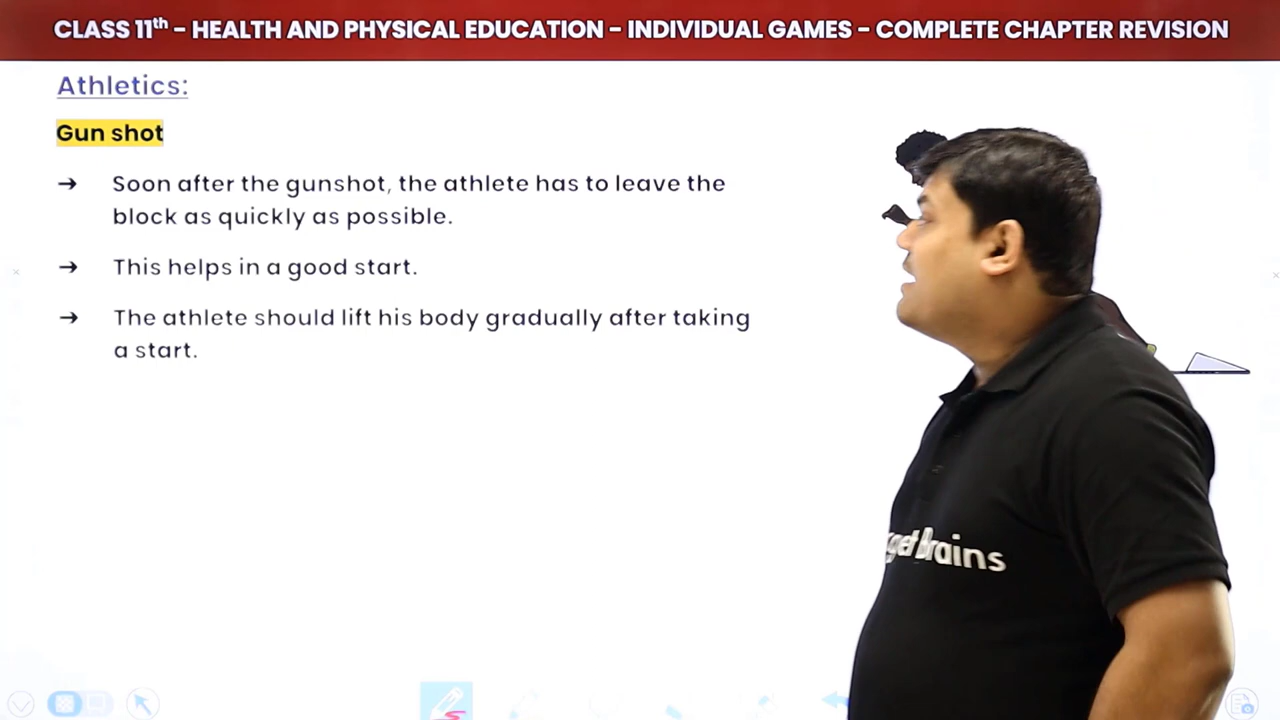 CLASS 11th - HEALTH AND PHYSICAL EDUCATION - INDIVIDUAL GAMES - COMPLETE CHAPTER REVISION
Athletics:
Gun shot
→ Soon after the gunshot, the athlete has to leave the
block as quickly as possible.
→ This helps in a good start.
→ The athlete should lift his body gradually after taking
a start.
Brains